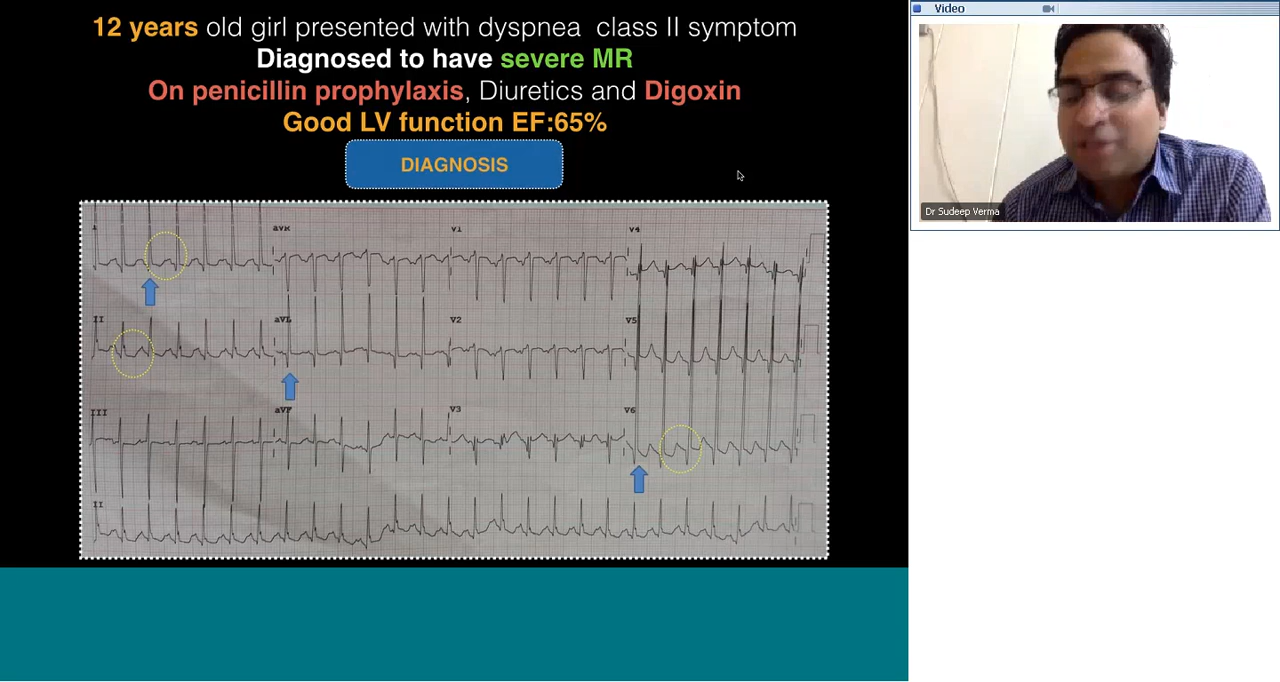 12 years old girl presented with dyspnea class II symptom
Diagnosed to have severe MR
On penicillin prophylaxis, Diuretics and Digoxin
Good LV function EF:65%
DIAGNOSIS
I aVR V1 V4
II aVL V2 V5
III aVF V3 V6
II
Video
Dr Sudeep Verma